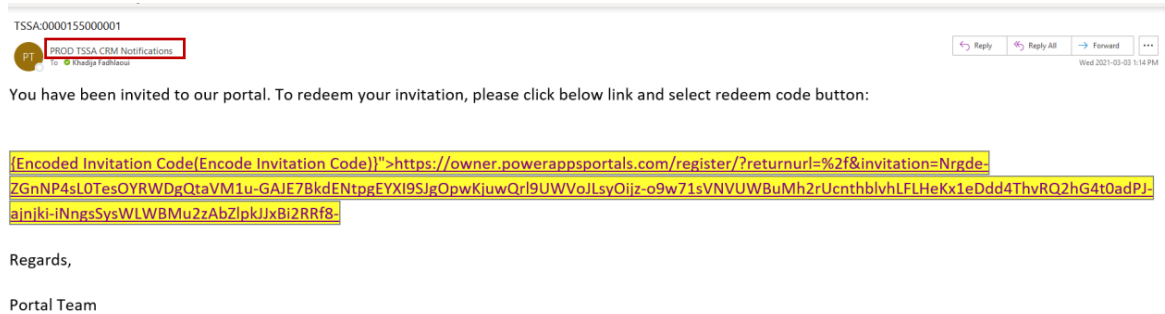 TSSA:0000155000001
PT
PROD TSSA CRM Notifications
To Khadija Fadhlaoui
Reply
Reply All
Forward
Wed 2021-03-03 1:14 PM
You have been invited to our portal. To redeem your invitation, please click below link and select redeem code button:
{Encoded Invitation Code(Encode Invitation Code)}">https://owner.powerappsportals.com/register/?returnurl=%2f&invitation=Nrgde-
ZGnNP4sL0TesOYRWDgQtaVM1u-GAJE7BkdENtpgEYXI9SJgOpwKjuwQrl9UWVoJLsyOijz-o9w71sVNVUWBuMh2rUcnthblvhLFLHeKx1eDdd4ThvRQ2hG4t0adPJ-
ajnjki-iNngsSysWLWBMu2zAbZlpkJJxBi2RRf8-
Regards,
Portal Team